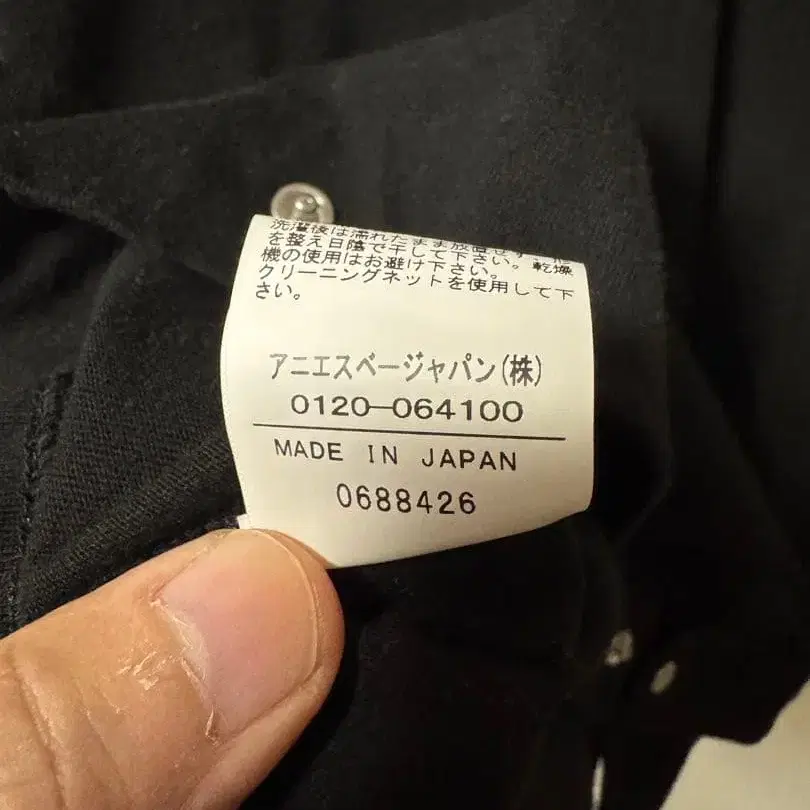 洗濯後は濡れたまま放置せず、形
を整え日陰で干して下さい。乾燥
機の使用はお避け下さい。
クリーニングネットを使用して下
さい。
アニエスベージャパン(株)
0120-064100
MADE IN JAPAN
0688426